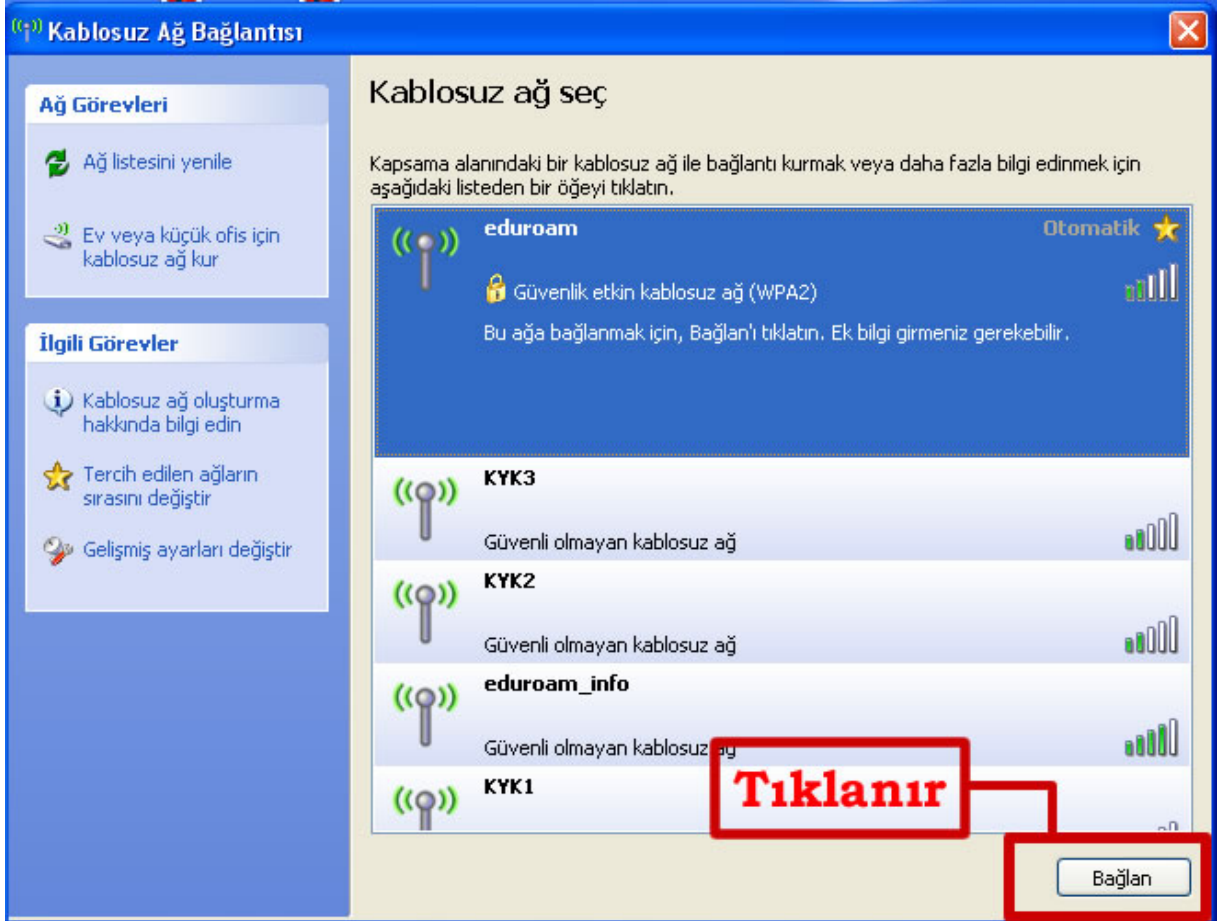 Kablosuz Ağ Bağlantısı
Ağ Görevleri
Ağ listesini yenile
Ev veya küçük ofis için
kablosuz ağ kur
İlgili Görevler
Kablosuz ağ oluşturma
hakkında bilgi edin
Tercih edilen ağların
sırasını değiştir
Gelişmiş ayarları değiştir
Kablosuz ağ seç
Kapsama alanındaki bir kablosuz ağ ile bağlantı kurmak veya daha fazla bilgi edinmek için
aşağıdaki listeden bir öğeyi tıklatın.
eduroam Otomatik
Güvenlik etkin kablosuz ağ (WPA2)
Bu ağa bağlanmak için, Bağlan'ı tıklatın. Ek bilgi girmeniz gerekebilir.
KYK3
Güvenli olmayan kablosuz ağ
KYK2
Güvenli olmayan kablosuz ağ
eduroam_info
Güvenli olmayan kablosuz ağ
KYK1
Tıklanır
Bağlan